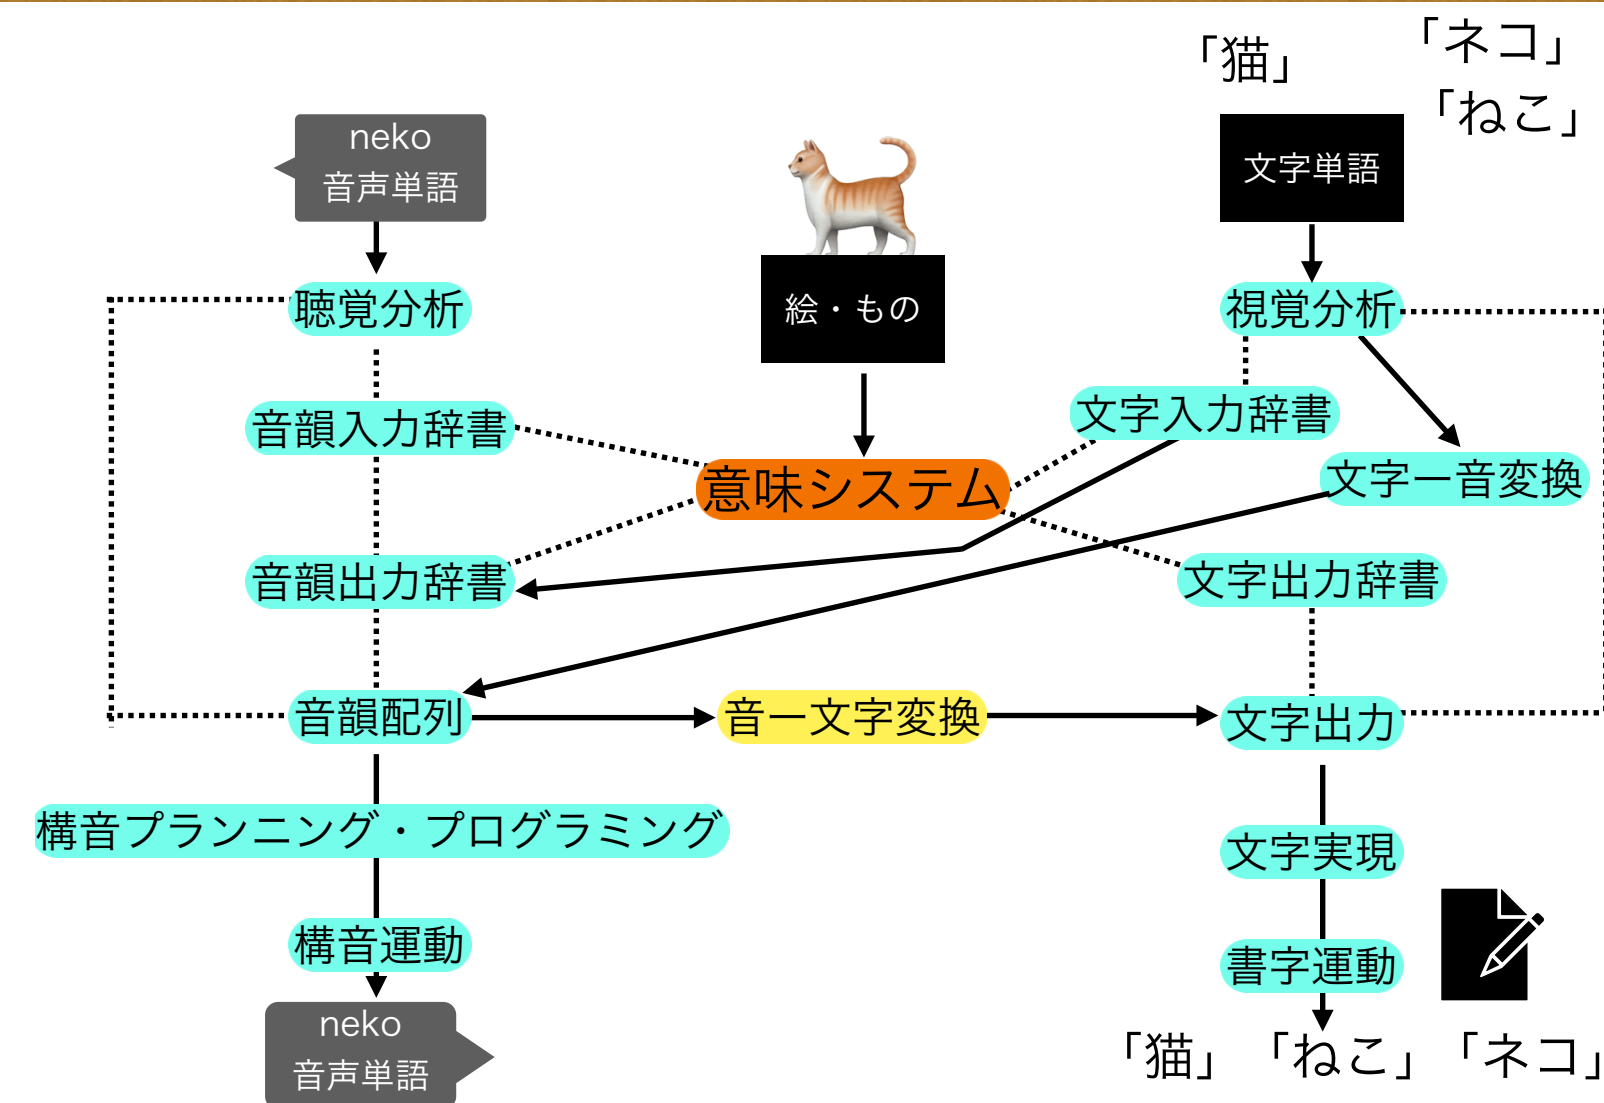 「猫」
「ネコ」
「ねこ」
neko
音声単語
文字単語
絵・もの
聴覚分析
視覚分析
音韻入力辞書
文字入力辞書
意味システム
文字ー音変換
音韻出力辞書
文字出力辞書
音韻配列
音ー文字変換
文字出力
構音プランニング・プログラミング
文字実現
構音運動
書字運動
neko
音声単語
「猫」「ねこ」「ネコ」